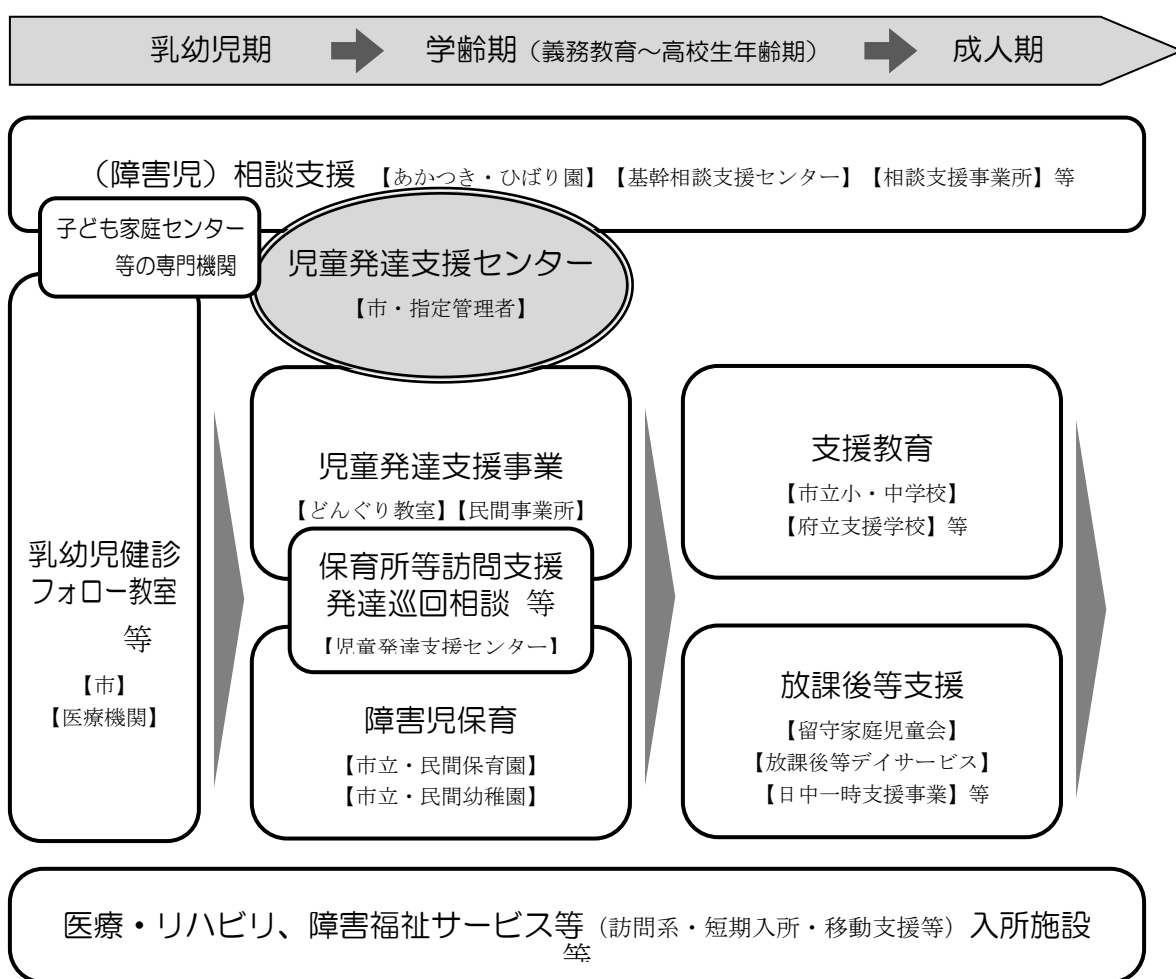 乳幼児期 学齢期（義務教育～高校生年齢期） 成人期
（障害児）相談支援 【あかつき・ひばり園】【基幹相談支援センター】【相談支援事業所】等
子ども家庭センター
等の専門機関
児童発達支援センター
【市・指定管理者】
乳幼児健診
フォロー教室
等
【市】
【医療機関】
児童発達支援事業
【どんぐり教室】【民間事業所】
保育所等訪問支援
発達巡回相談 等
【児童発達支援センター】
障害児保育
【市立・民間保育園】
【市立・民間幼稚園】
支援教育
【市立小・中学校】
【府立支援学校】等
放課後等支援
【留守家庭児童会】
【放課後等デイサービス】
【日中一時支援事業】等
医療・リハビリ、障害福祉サービス等（訪問系・短期入所・移動支援等）入所施設
等